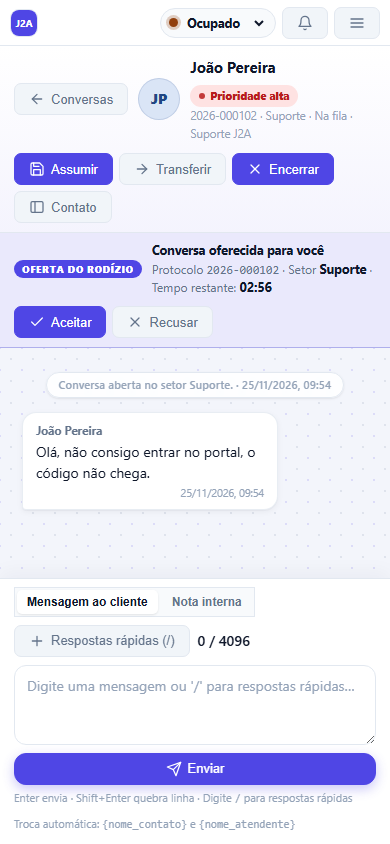 J2A
Ocupado
Conversas
JP
João Pereira
Prioridade alta
2026-000102 · Suporte · Na fila ·
Suporte J2A
Assumir
Transferir
Encerrar
Contato
OFERTA DO RODÍZIO
Conversa oferecida para você
Protocolo 2026-000102 · Setor Suporte ·
Tempo restante: 02:56
Aceitar
Recusar
Conversa aberta no setor Suporte. · 25/11/2026, 09:54
João Pereira
Olá, não consigo entrar no portal, o
código não chega.
25/11/2026, 09:54
Mensagem ao cliente
Nota interna
Respostas rápidas (/)
0 / 4096
Digite uma mensagem ou '/' para respostas rápidas...
Enviar
Enter envia · Shift+Enter quebra linha · Digite / para respostas rápidas
Troca automática: {nome_contato} e {nome_atendente}